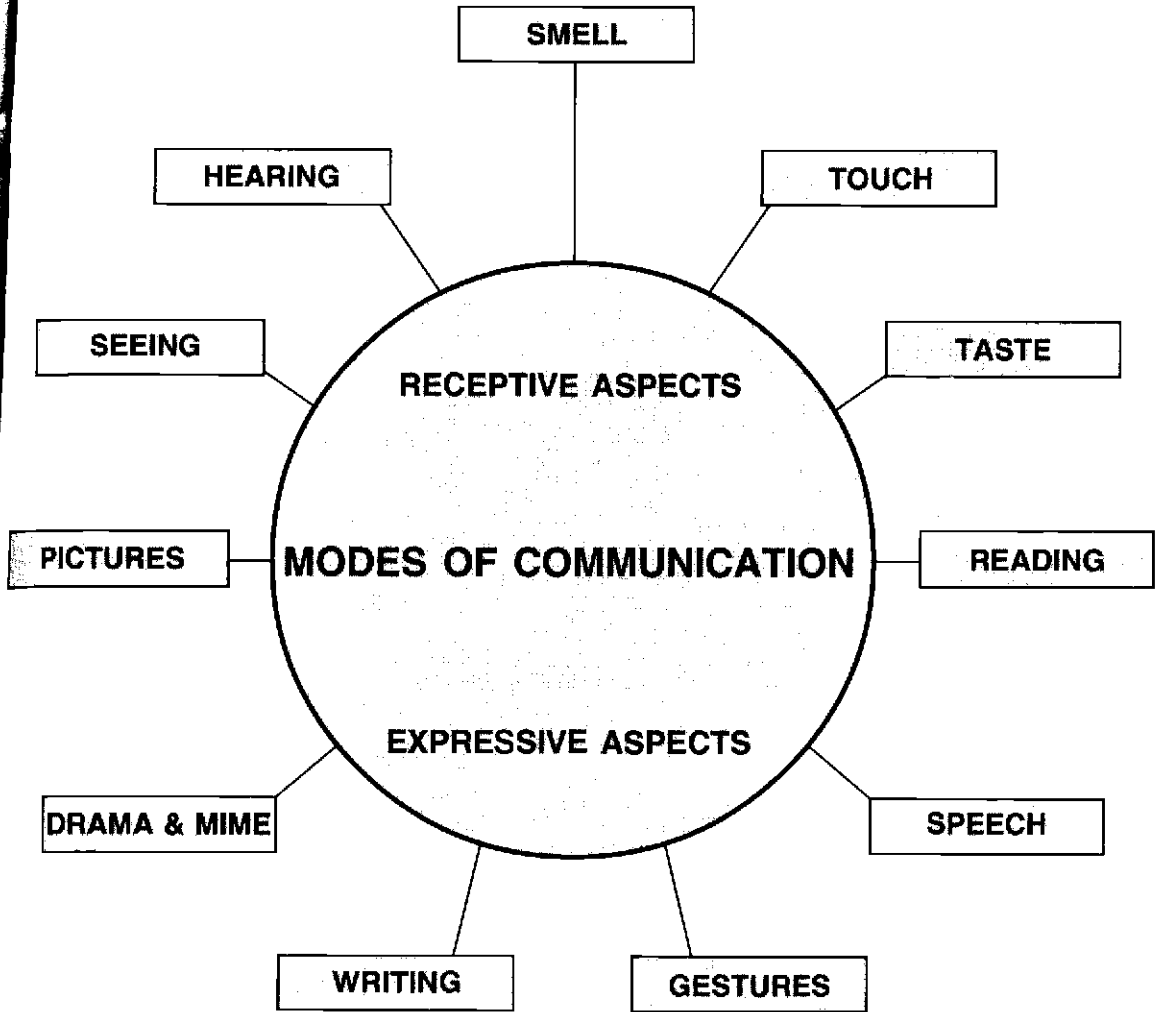 SMELL
HEARING
TOUCH
SEEING
TASTE
RECEPTIVE ASPECTS
PICTURES
MODES OF COMMUNICATION
READING
EXPRESSIVE ASPECTS
DRAMA & MIME
SPEECH
WRITING
GESTURES